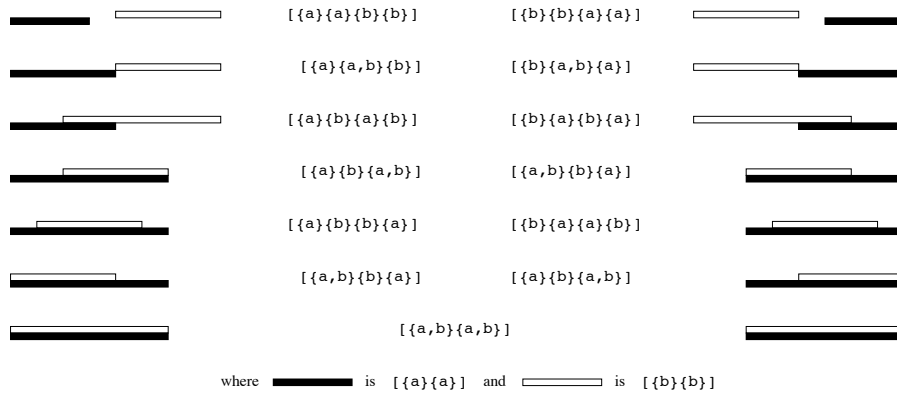 [{a}{a}{b}{b}] [{b}{b}{a}{a}]
[{a}{a,b}{b}] [{b}{a,b}{a}]
[{a}{b}{a}{b}] [{b}{a}{b}{a}]
[{a}{b}{a,b}] [{a,b}{b}{a}]
[{a}{b}{b}{a}] [{b}{a}{a}{b}]
[{a,b}{b}{a}] [{a}{b}{a,b}]
[{a,b}{a,b}]
where is [{a}{a}] and is [{b}{b}]